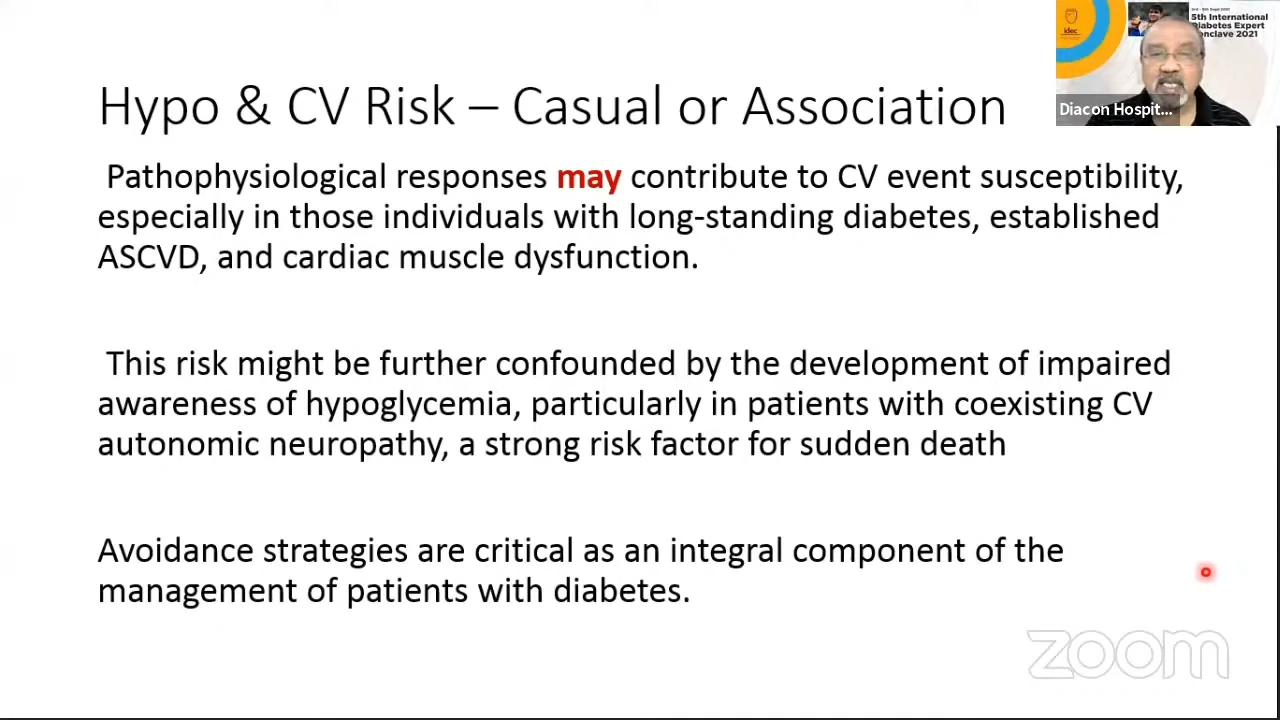 Hypo & CV Risk – Casual or Association
Pathophysiological responses may contribute to CV event susceptibility,
especially in those individuals with long-standing diabetes, established
ASCVD, and cardiac muscle dysfunction.
This risk might be further confounded by the development of impaired
awareness of hypoglycemia, particularly in patients with coexisting CV
autonomic neuropathy, a strong risk factor for sudden death
Avoidance strategies are critical as an integral component of the
management of patients with diabetes.
idec
5th International
Diabetes Expert
onclave 2021
Diacon Hospit...
zoom